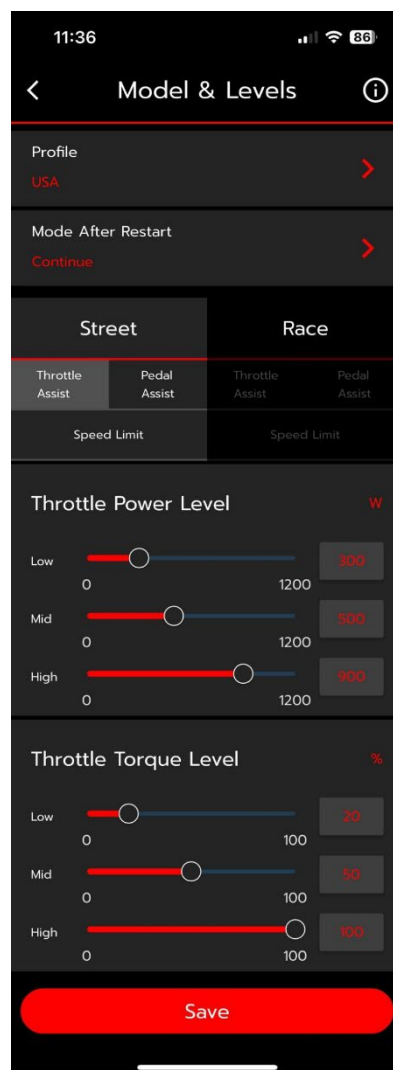 11:36 86
Model & Levels
Profile
USA
Mode After Restart
Continue
Street Race
Throttle Assist Pedal Assist Throttle Assist Pedal Assist
Speed Limit Speed Limit
Throttle Power Level W
Low 300
0 1200
Mid 500
0 1200
High 900
0 1200
Throttle Torque Level %
Low 20
0 100
Mid 50
0 100
High 100
0 100
Save